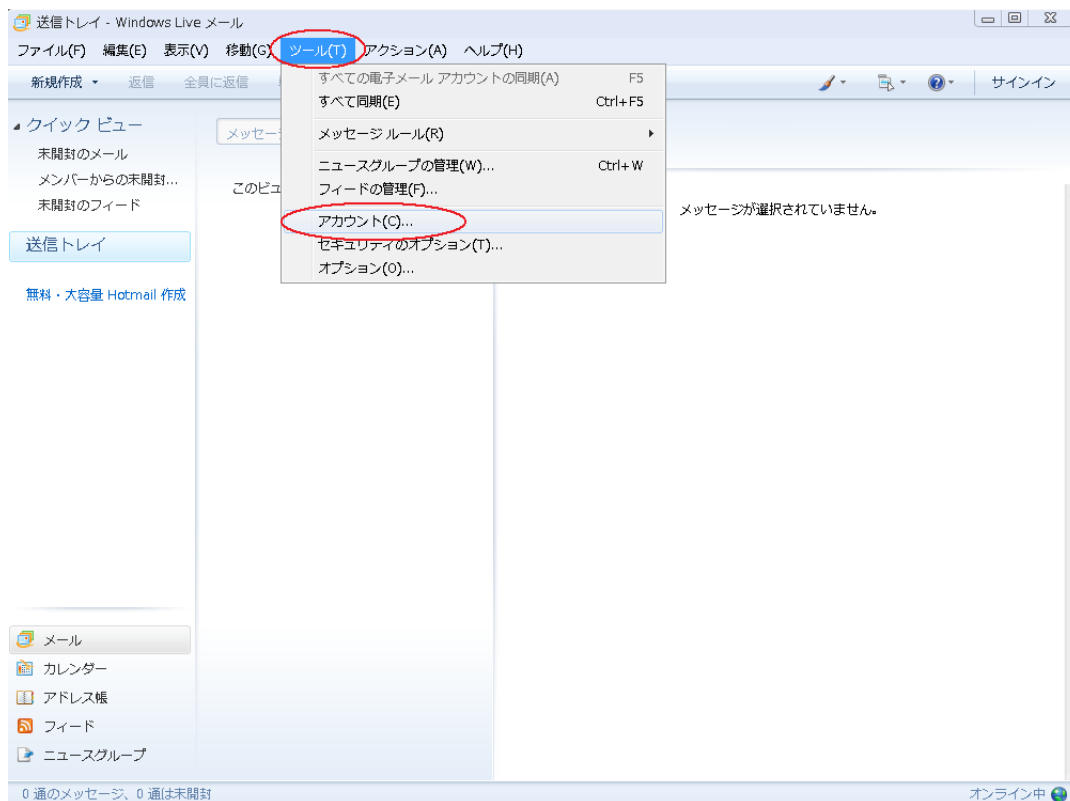 送信トレイ - Windows Live メール
ファイル(F) 編集(E) 表示(V) 移動(G) ツール(T) アクション(A) ヘルプ(H)
新規作成 返信 全員に返信 サインイン
すべての電子メール アカウントの同期(A) F5
すべて同期(E) Ctrl+F5
メッセージ ルール(R)
ニュースグループの管理(W)... Ctrl+W
フィードの管理(F)...
アカウント(C)...
セキュリティのオプション(T)...
オプション(O)...
クイック ビュー
未開封のメール
メンバーからの未開封...
未開封のフィード
送信トレイ
無料・大容量 Hotmail 作成
メッセー
このビュ
メッセージが選択されていません。
メール
カレンダー
アドレス帳
フィード
ニュースグループ
0 通のメッセージ、0 通は未開封
オンライン中